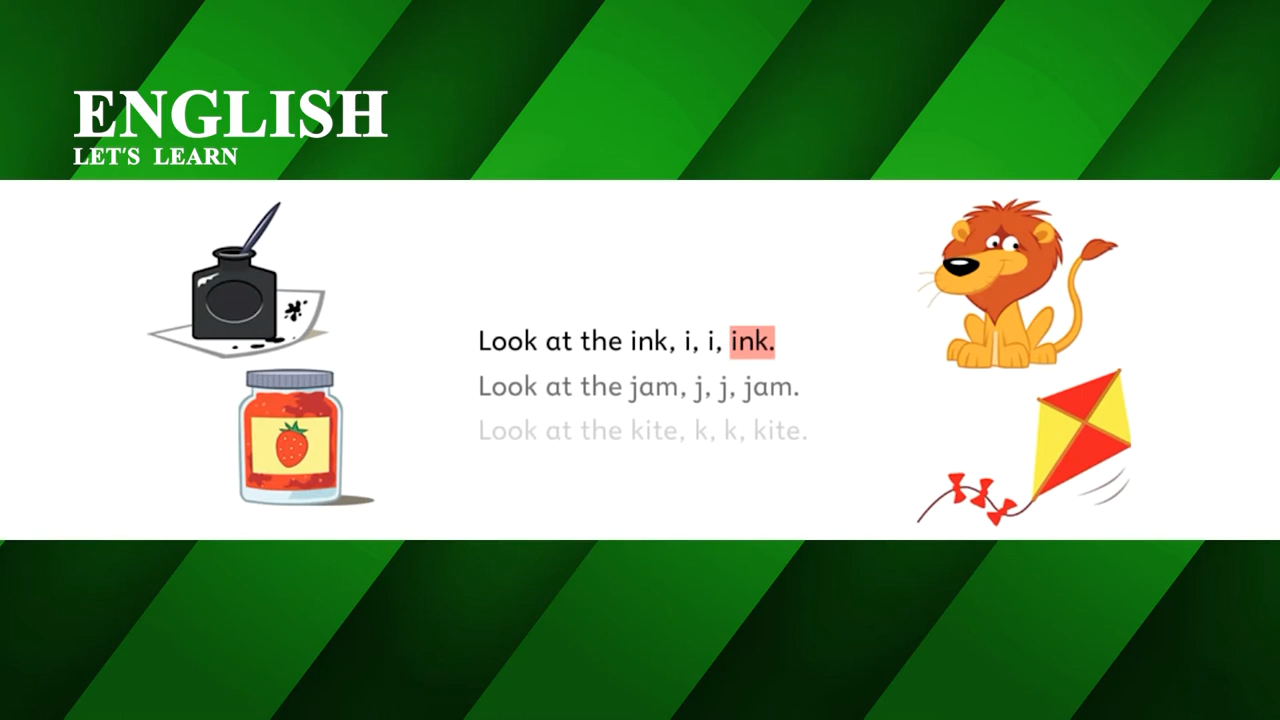 ENGLISH
LET'S LEARN
Look at the ink, i, i, ink.
Look at the jam, j, j, jam.
Look at the kite, k, k, kite.